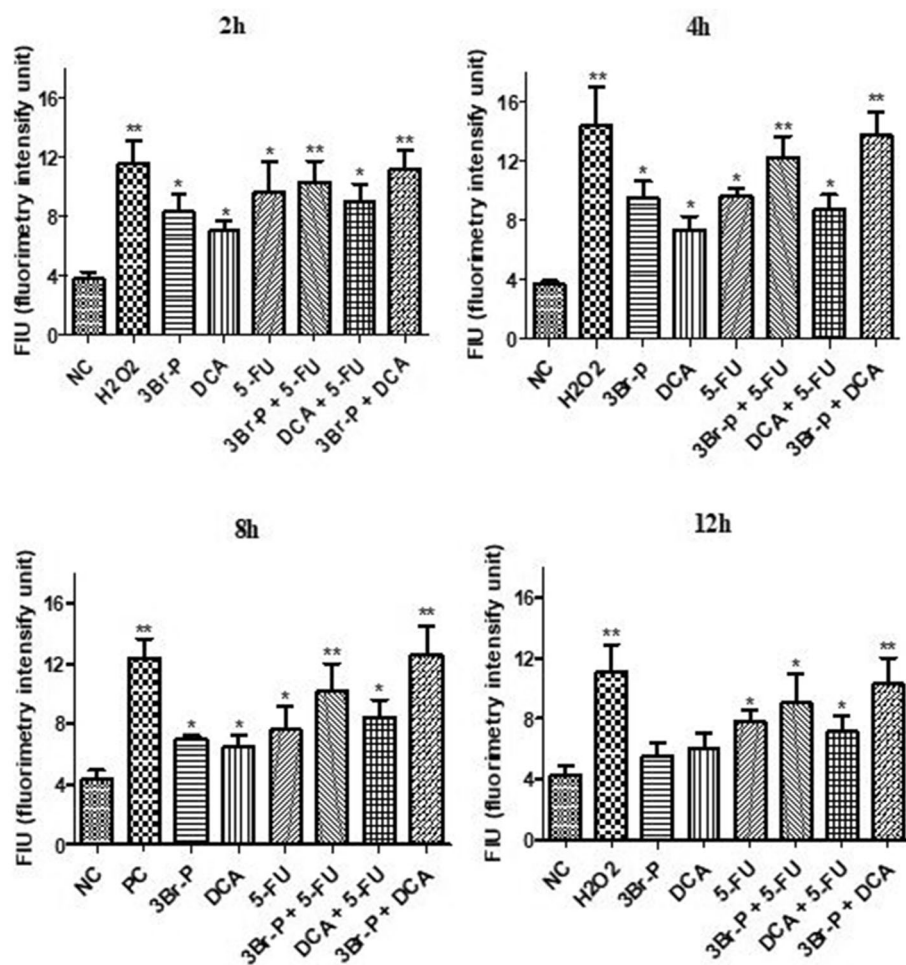 2h
FIU (fluorimetry intensify unit)
16
12
8
4
0
**
*
*
*
**
*
**
NC
H2O2
3Br-P
DCA
5-FU
3Br-P + 5-FU
DCA + 5-FU
3Br-P + DCA
4h
FIU (fluorimetry intensify unit)
16
12
8
4
0
**
*
*
*
**
*
**
NC
H2O2
3Br-p
DCA
5-FU
3Br-p + 5-FU
DCA + 5-FU
3Br-p + DCA
8h
FIU (fluorimetry intensify unit)
16
12
8
4
0
**
*
*
*
**
*
**
NC
PC
3Br-P
DCA
5-FU
3Br-P + 5-FU
DCA + 5-FU
3Br-P + DCA
12h
FIU (fluorimetry intensify unit)
16
12
8
4
0
**
*
*
*
**
NC
H2O2
3Br-P
DCA
5-FU
3Br-P + 5-FU
DCA + 5-FU
3Br-P + DCA